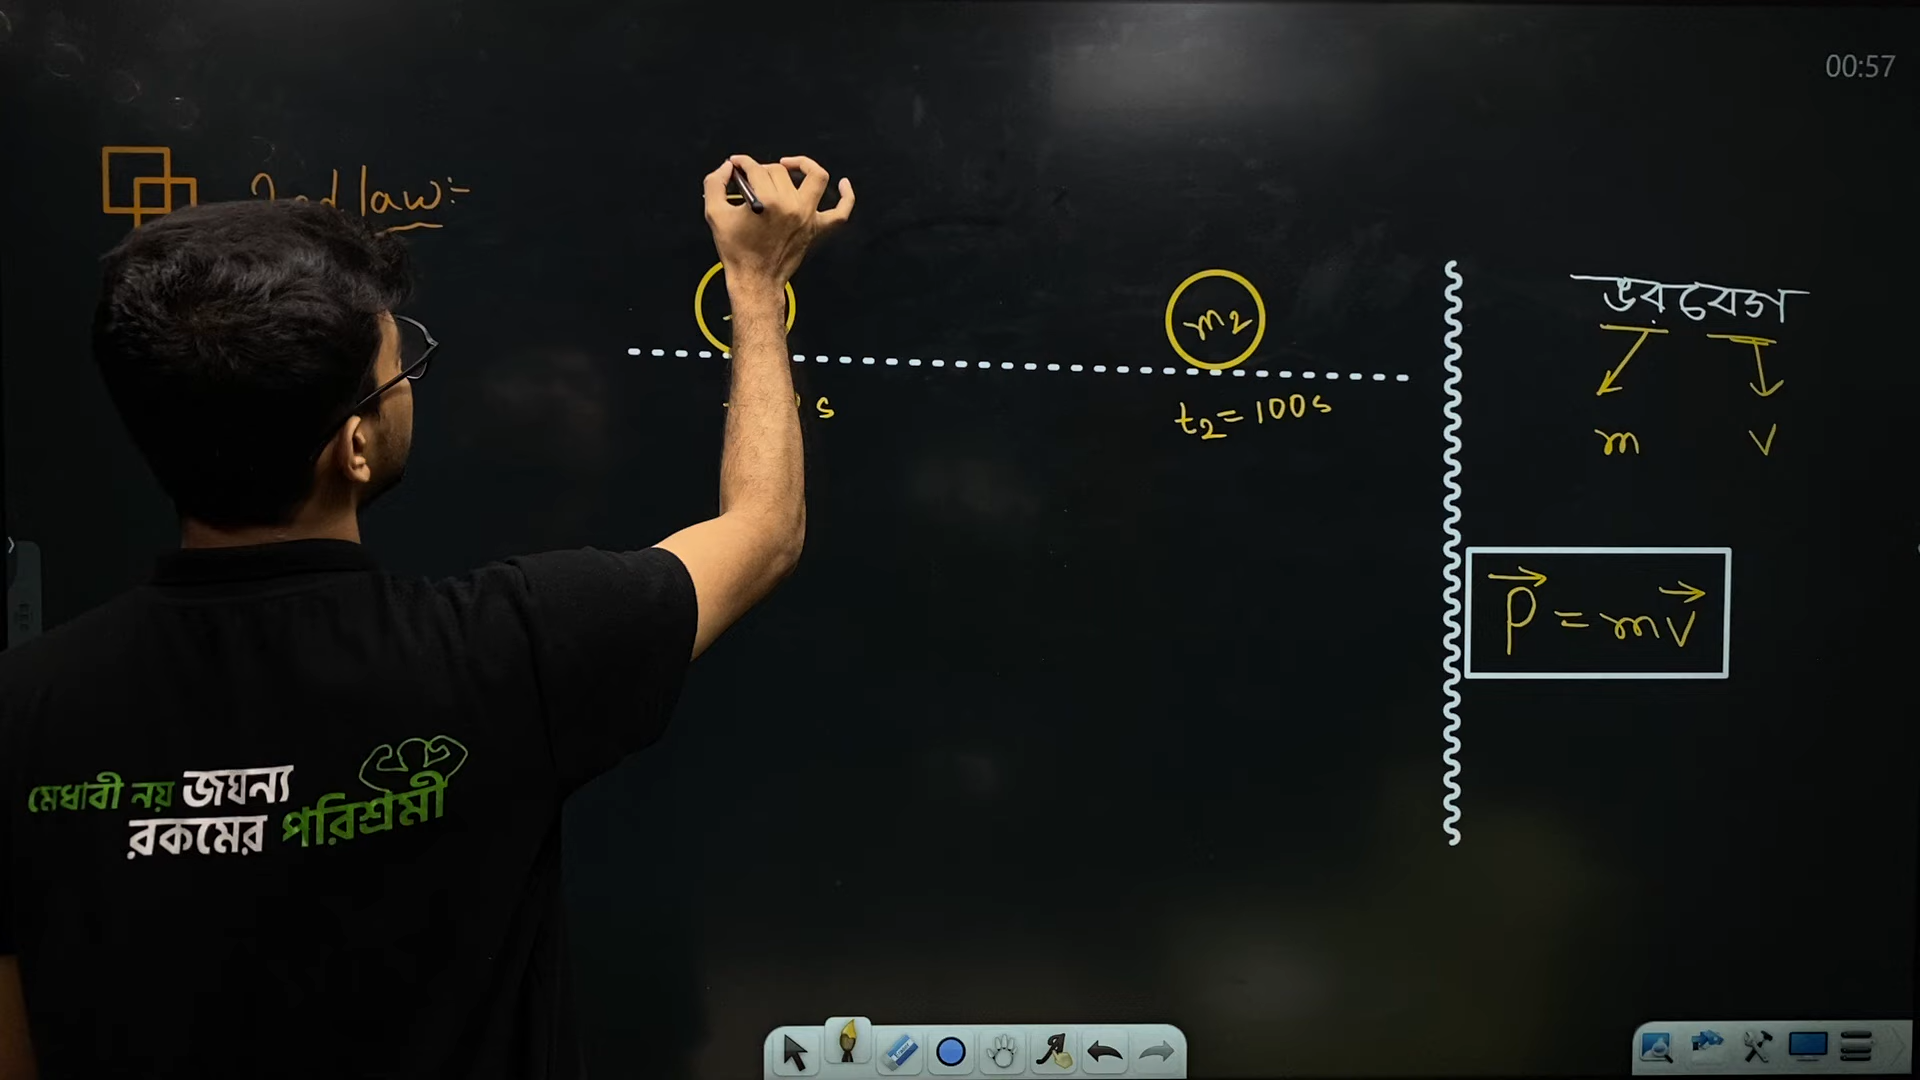 00:57
2nd law:-
m2
s
t2 = 100s
ভরবেগ
m
v
P = mv
মেধাবী নয় জঘন্য
রকমের পরিশ্রমী